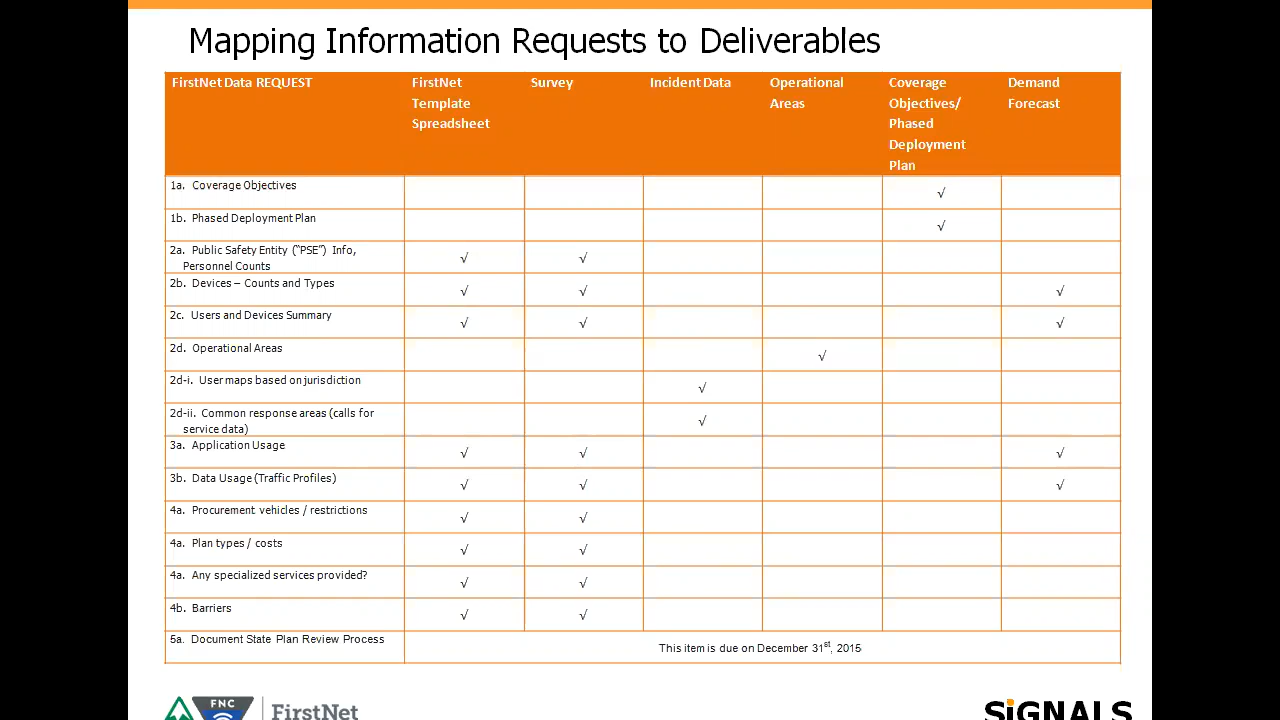 Mapping Information Requests to Deliverables
FirstNet Data REQUEST
FirstNet
Template
Spreadsheet
Survey
Incident Data
Operational
Areas
Coverage
Objectives/
Phased
Deployment
Plan
Demand
Forecast
1a. Coverage Objectives √
1b. Phased Deployment Plan √
2a. Public Safety Entity ("PSE") Info,
Personnel Counts √ √
2b. Devices – Counts and Types √ √ √
2c. Users and Devices Summary √ √ √
2d. Operational Areas √
2d-i. User maps based on jurisdiction √
2d-ii. Common response areas (calls for
service data) √
3a. Application Usage √ √ √
3b. Data Usage (Traffic Profiles) √ √ √
4a. Procurement vehicles / restrictions √ √
4a. Plan types / costs √ √
4a. Any specialized services provided? √ √
4b. Barriers √ √
5a. Document State Plan Review Process This item is due on December 31st, 2015
FNC
FirstNet
SiGNALS